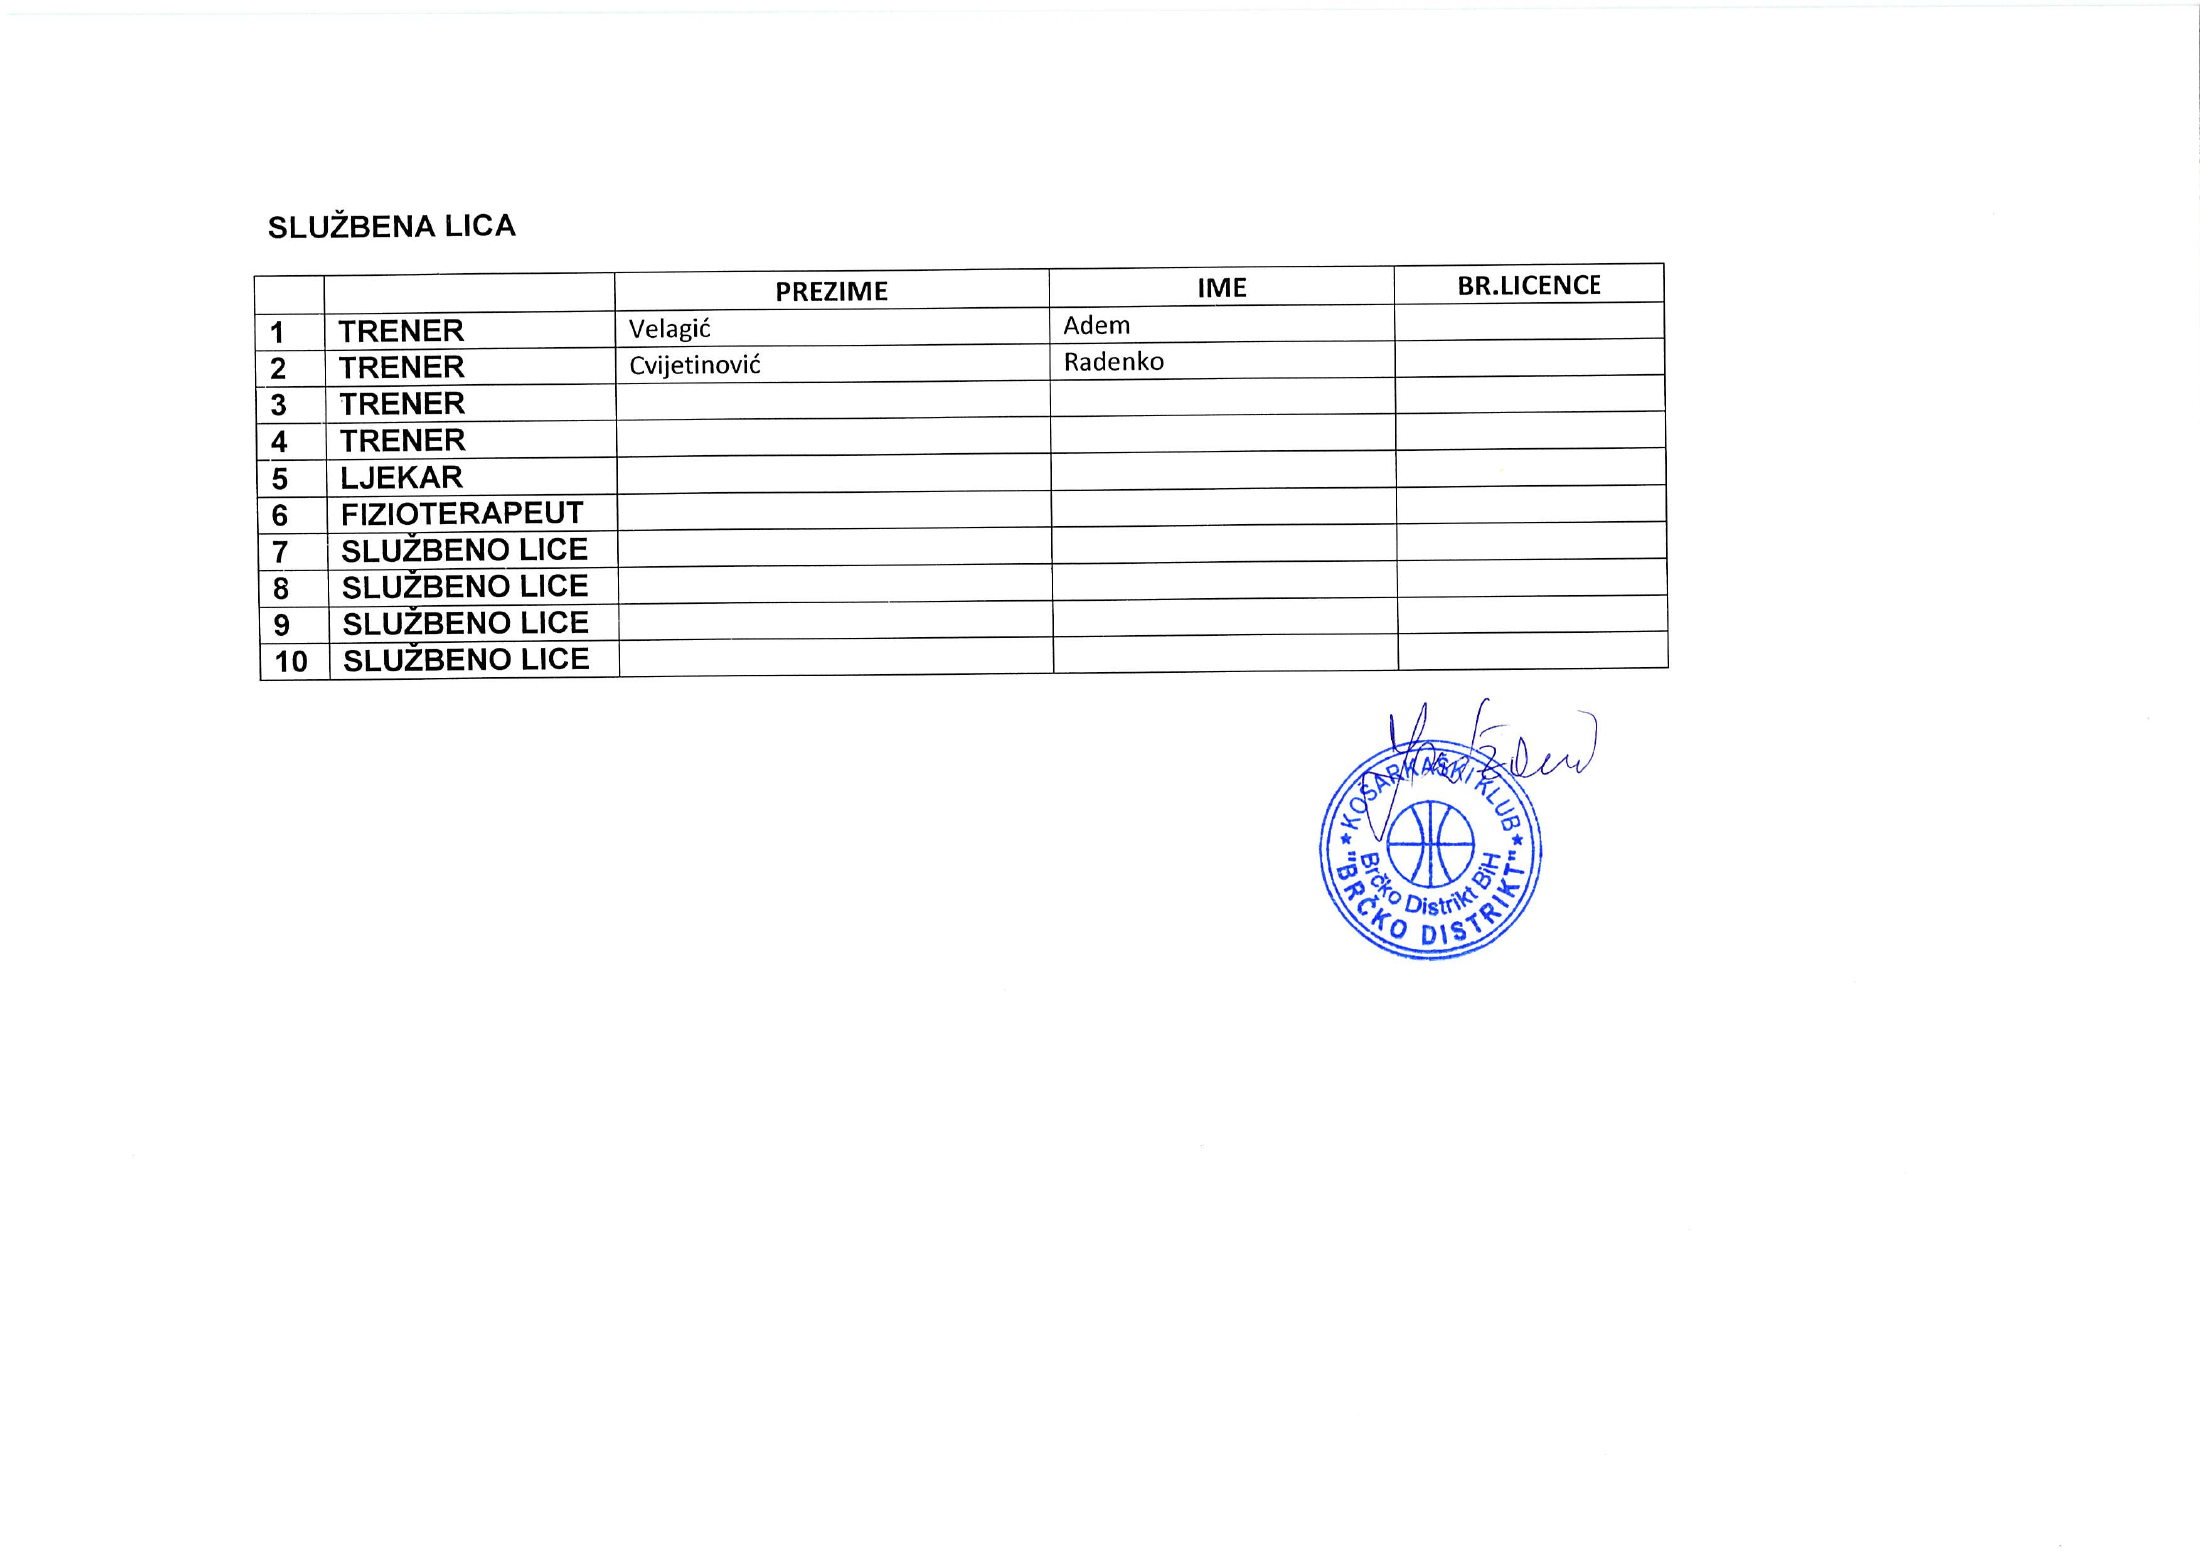 SLUŽBENA LICA
PREZIME IME BR.LICENCE
1 TRENER Velagić Adem
2 TRENER Cvijetinović Radenko
3 TRENER
4 TRENER
5 LJEKAR
6 FIZIOTERAPEUT
7 SLUŽBENO LICE
8 SLUŽBENO LICE
9 SLUŽBENO LICE
10 SLUŽBENO LICE
KOŠARKAŠKI KLUB
Brčko Distrikt BiH
"BRČKO DISTRIKT"